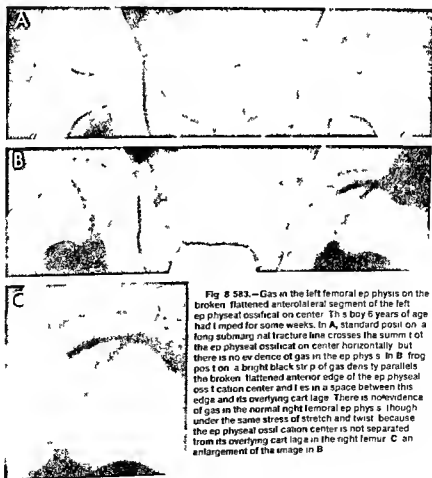 A
B
C
Fig 8 583.—Gas in the left femoral ep physis on the
broken flattened anterolateral segment of the left
ep physeal ossificat on center Th s boy 6 years of age
had l mped for some weeks. In A, standard posit on a
long submarg nal fracture line crosses the summ t of
the ep physeal ossificat on center horizontally but
there is no ev dence of gas in the epphys s In B frog
pos t on a bright black str p of gas dens ty parallels
the broken flattened anterior edge of the ep physeal
oss f cation center and l es in a space between this
edge and its overlying cart lage There is no evidence
of gas in the normal right femoral ep phys s though
under the same stress of stretch and twist because
the ep physeal ossif cation center is not separated
from its overlying cart lage in the right femur C an
enlargement of the image in B